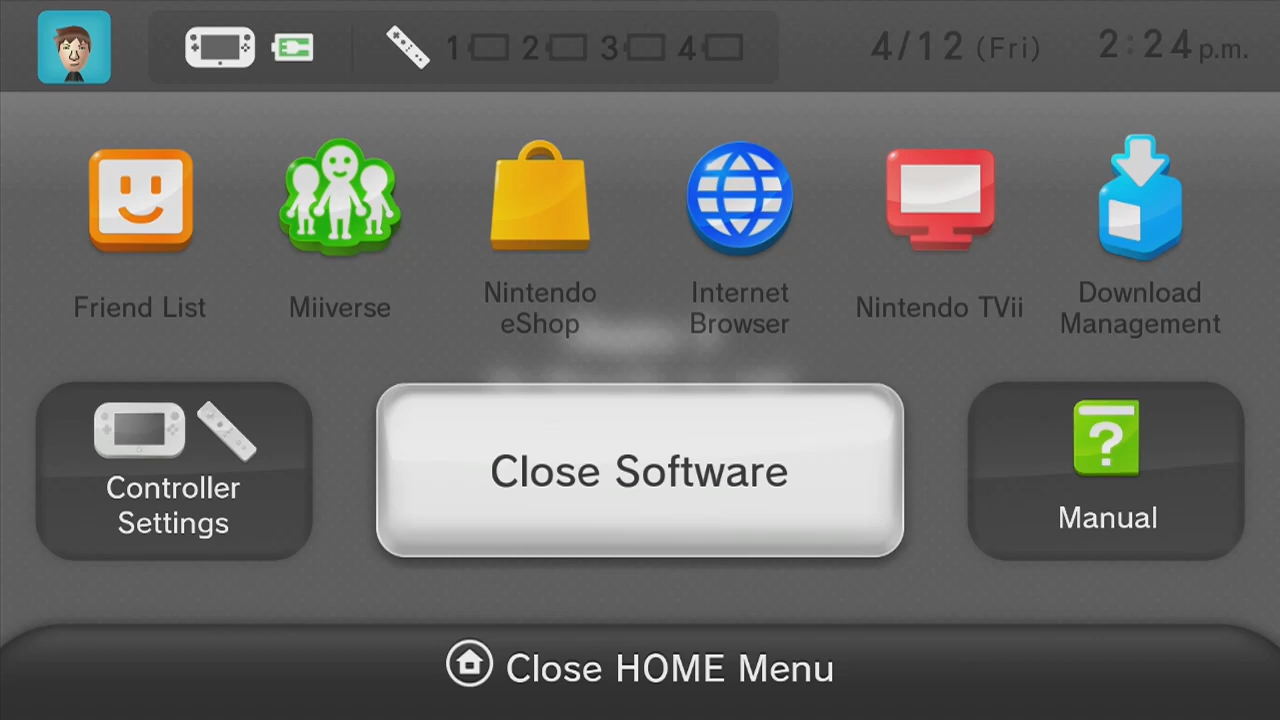 1 2 3 4 4/12 (Fri) 2:24 p.m.
Friend List
Miiverse
Nintendo
eShop
Internet
Browser
Nintendo TVii
Download
Management
Controller
Settings
Close Software
?
Manual
Close HOME Menu